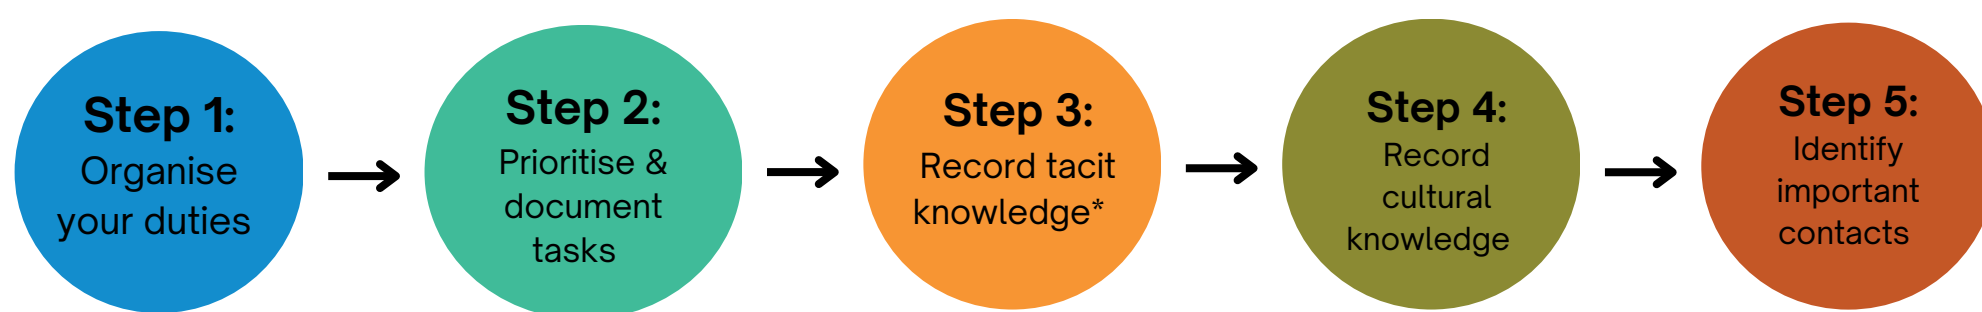 Step 1:
Organise
your duties
Step 2:
Prioritise &
document
tasks
Step 3:
Record tacit
knowledge*
Step 4:
Record
cultural
knowledge
Step 5:
Identify
important
contacts